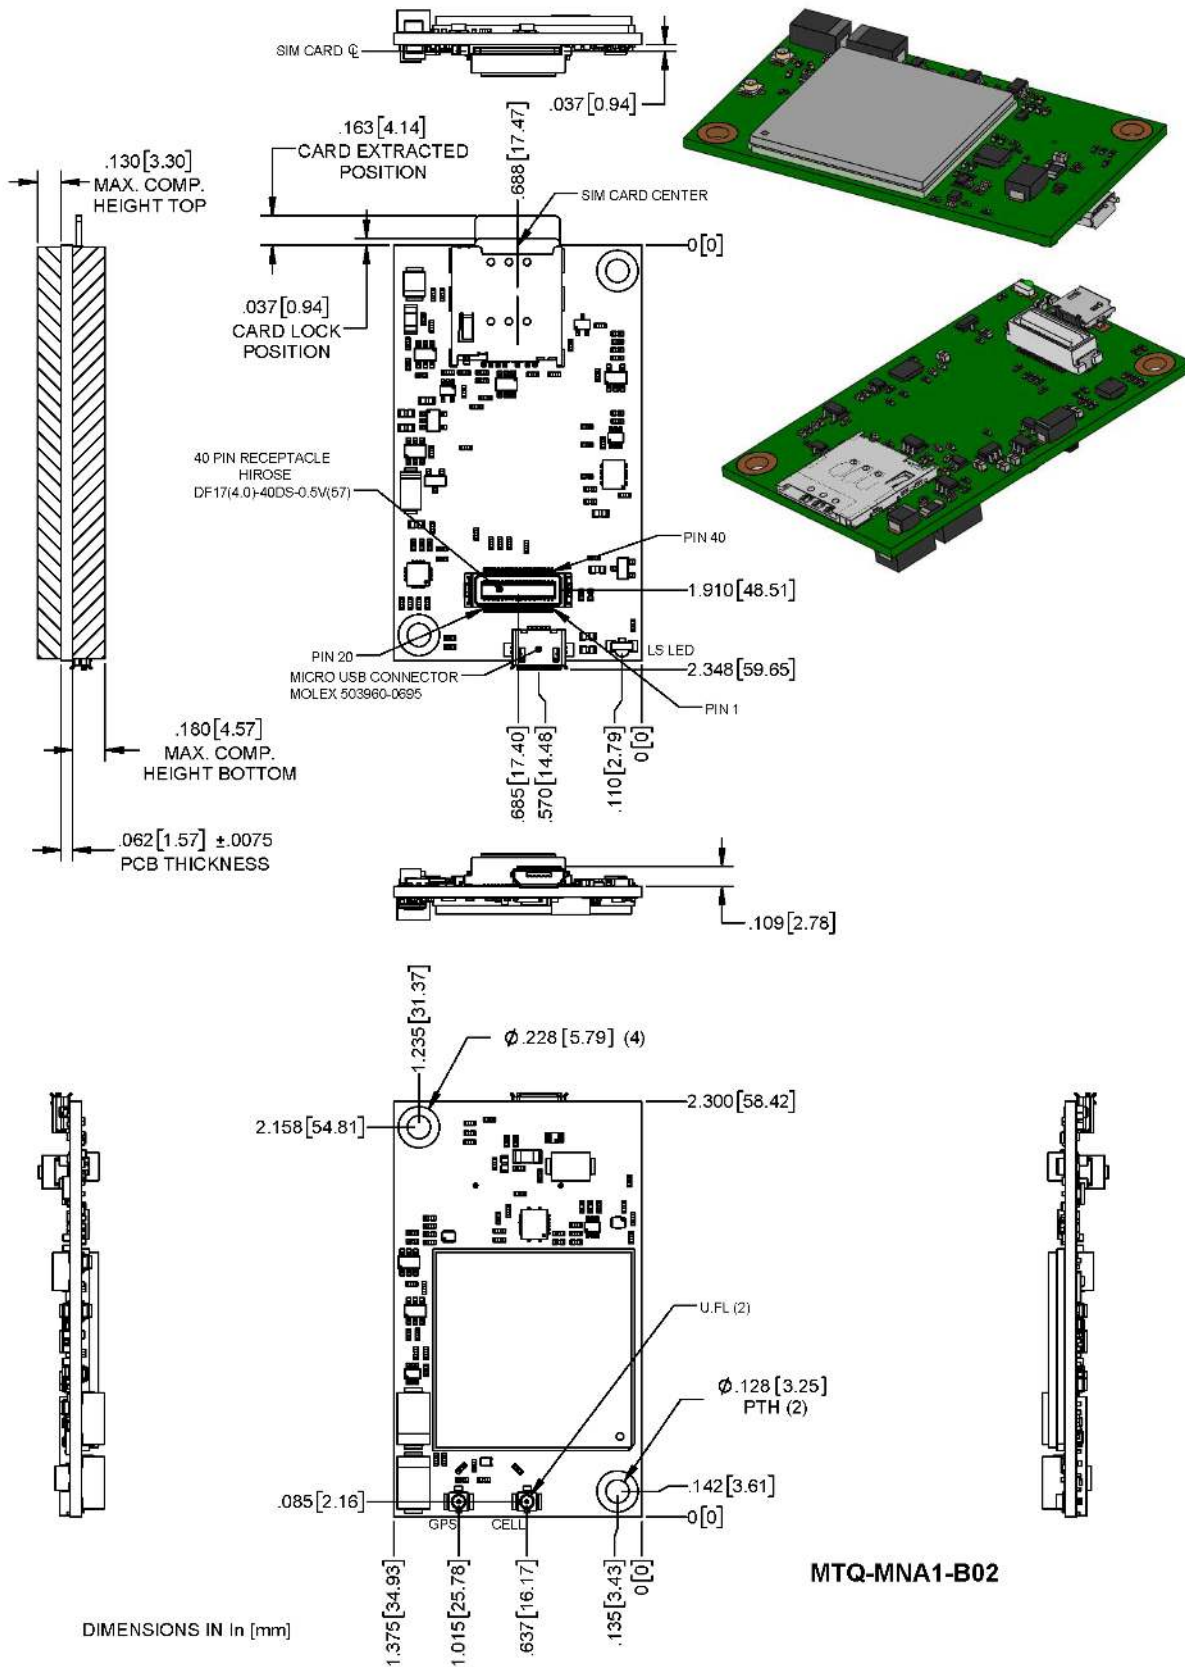 SIM CARD ℄
.037[0.94]
.163[4.14]
CARD EXTRACTED
POSITION
.688[17.47]
.130[3.30]
MAX. COMP.
HEIGHT TOP
SIM CARD CENTER
0[0]
.037[0.94]
CARD LOCK
POSITION
40 PIN RECEPTACLE
HIROSE
DF17(4.0)-40DS-0.5V(57)
PIN 40
1.910[48.51]
PIN 20
LS LED
MICRO USB CONNECTOR
MOLEX 503960-0695
2.348[59.65]
PIN 1
.180[4.57]
MAX. COMP.
HEIGHT BOTTOM
.685[17.40]
.570[14.48]
.110[2.79]
0[0]
.062[1.57] ±.0075
PCB THICKNESS
.109[2.78]
1.235[31.37]
Ø.228[5.79] (4)
2.300[58.42]
2.158[54.81]
U.FL (2)
Ø.128[3.25]
PTH (2)
.142[3.61]
.085[2.16]
0[0]
GPS
CELL
1.375[34.93]
1.015[25.78]
.637[16.17]
.135[3.43]
0[0]
MTQ-MNA1-B02
DIMENSIONS IN In [mm]